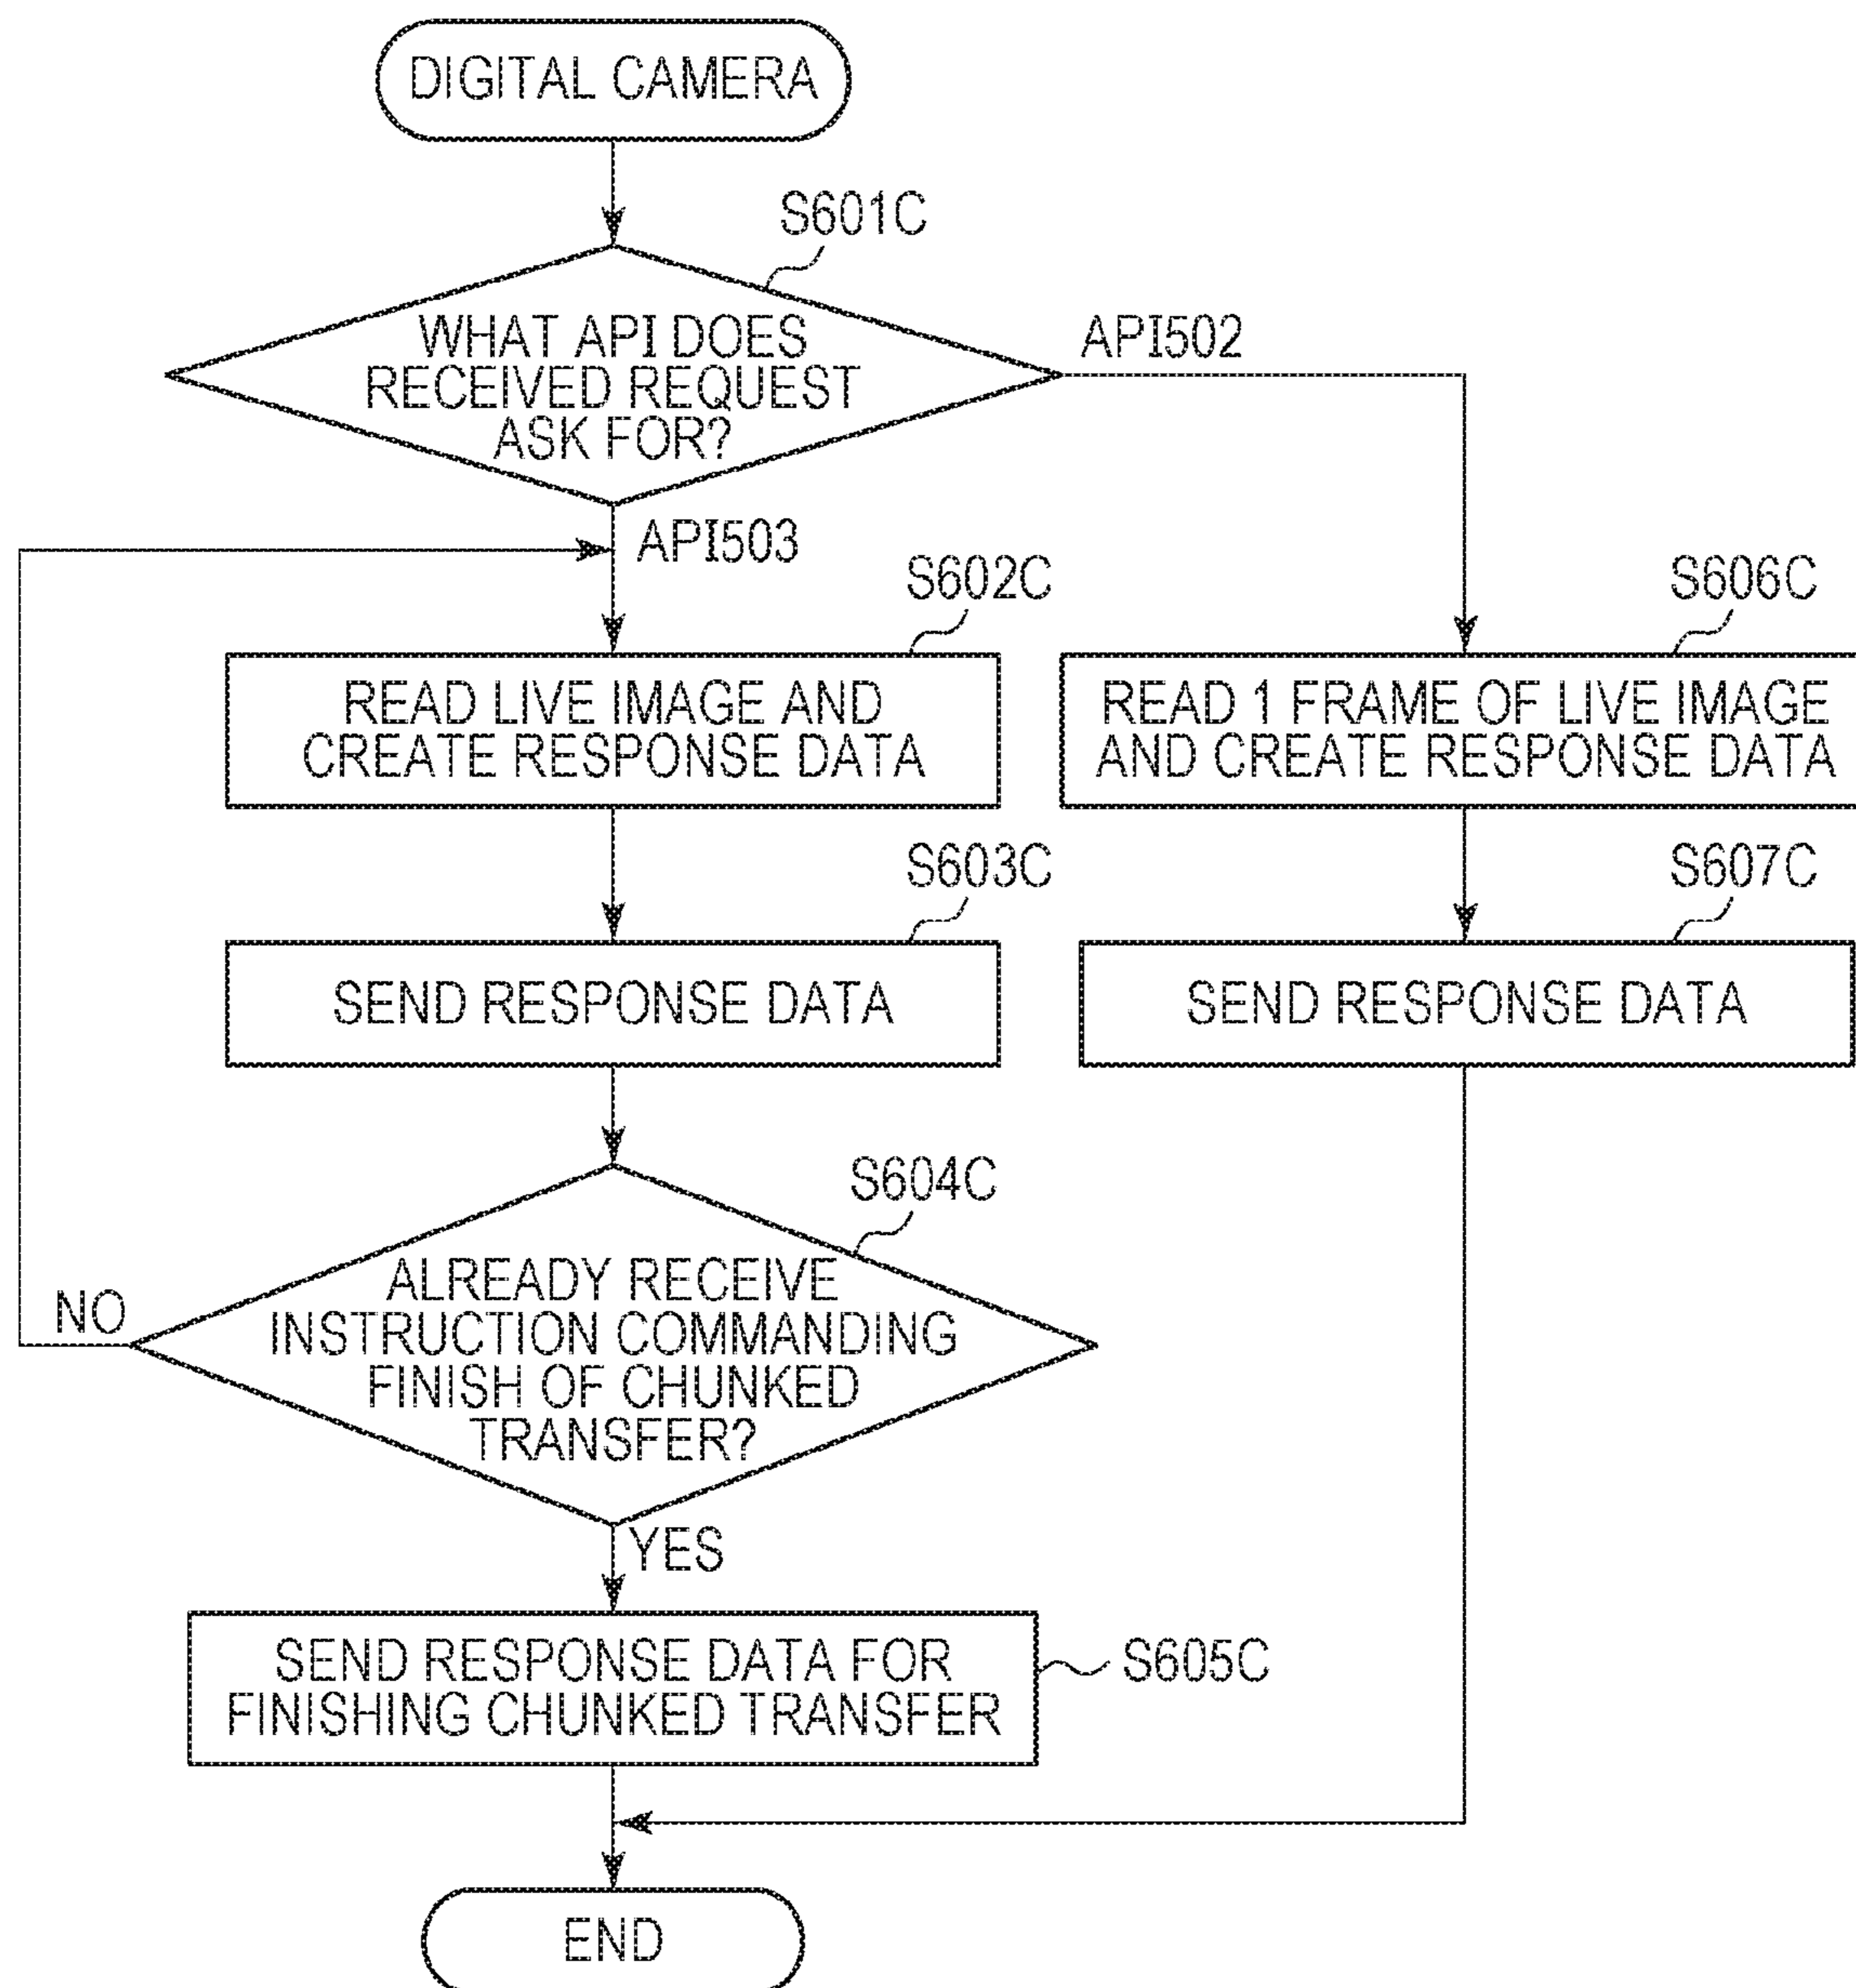 DIGITAL CAMERA
S601C
WHAT API DOES
RECEIVED REQUEST
ASK FOR?
API502
API503
S602C
READ LIVE IMAGE AND
CREATE RESPONSE DATA
S606C
READ 1 FRAME OF LIVE IMAGE
AND CREATE RESPONSE DATA
S603C
SEND RESPONSE DATA
S607C
SEND RESPONSE DATA
S604C
ALREADY RECEIVE
INSTRUCTION COMMANDING
FINISH OF CHUNKED
TRANSFER?
NO
YES
SEND RESPONSE DATA FOR
FINISHING CHUNKED TRANSFER
S605C
END